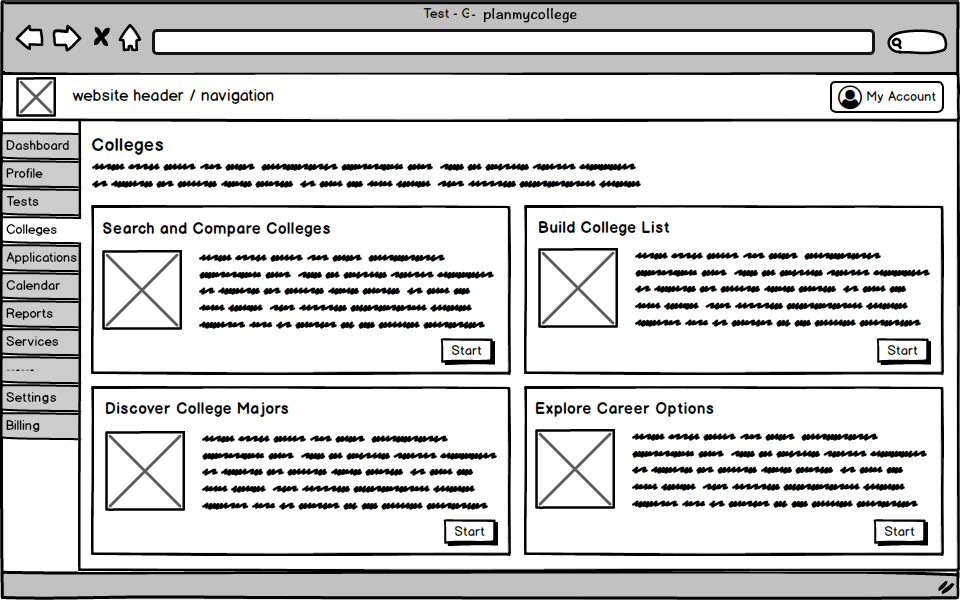 Test - G - planmycollege
website header / navigation
My Account
Dashboard
Profile
Tests
Colleges
Applications
Calendar
Reports
Services
Settings
Billing
Colleges
Search and Compare Colleges
Start
Build College List
Start
Discover College Majors
Start
Explore Career Options
Start